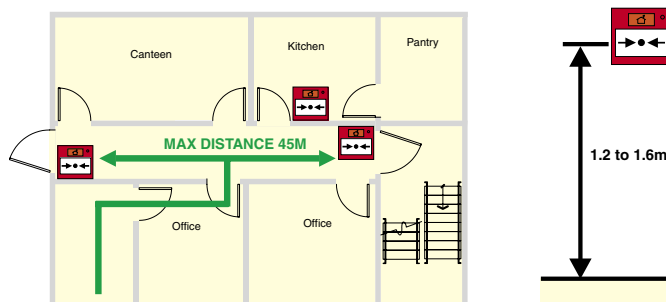 Canteen
Kitchen
Pantry
MAX DISTANCE 45M
1.2 to 1.6m
Office
Office